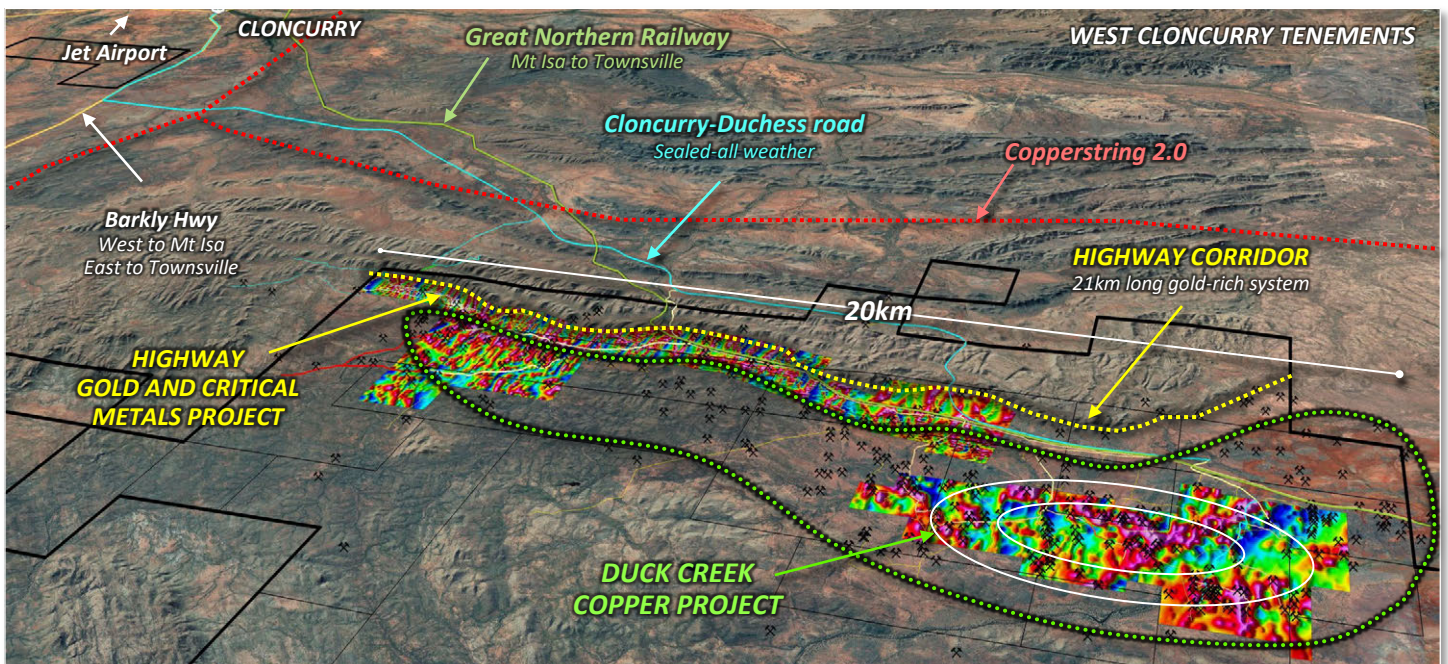 CLONCURRY
Jet Airport
Great Northern Railway
Mt Isa to Townsville
WEST CLONCURRY TENEMENTS
Cloncurry-Duchess road
Sealed-all weather
Copperstring 2.0
Barkly Hwy
West to Mt Isa
East to Townsville
HIGHWAY CORRIDOR
21km long gold-rich system
20km
HIGHWAY
GOLD AND CRITICAL
METALS PROJECT
DUCK CREEK
COPPER PROJECT